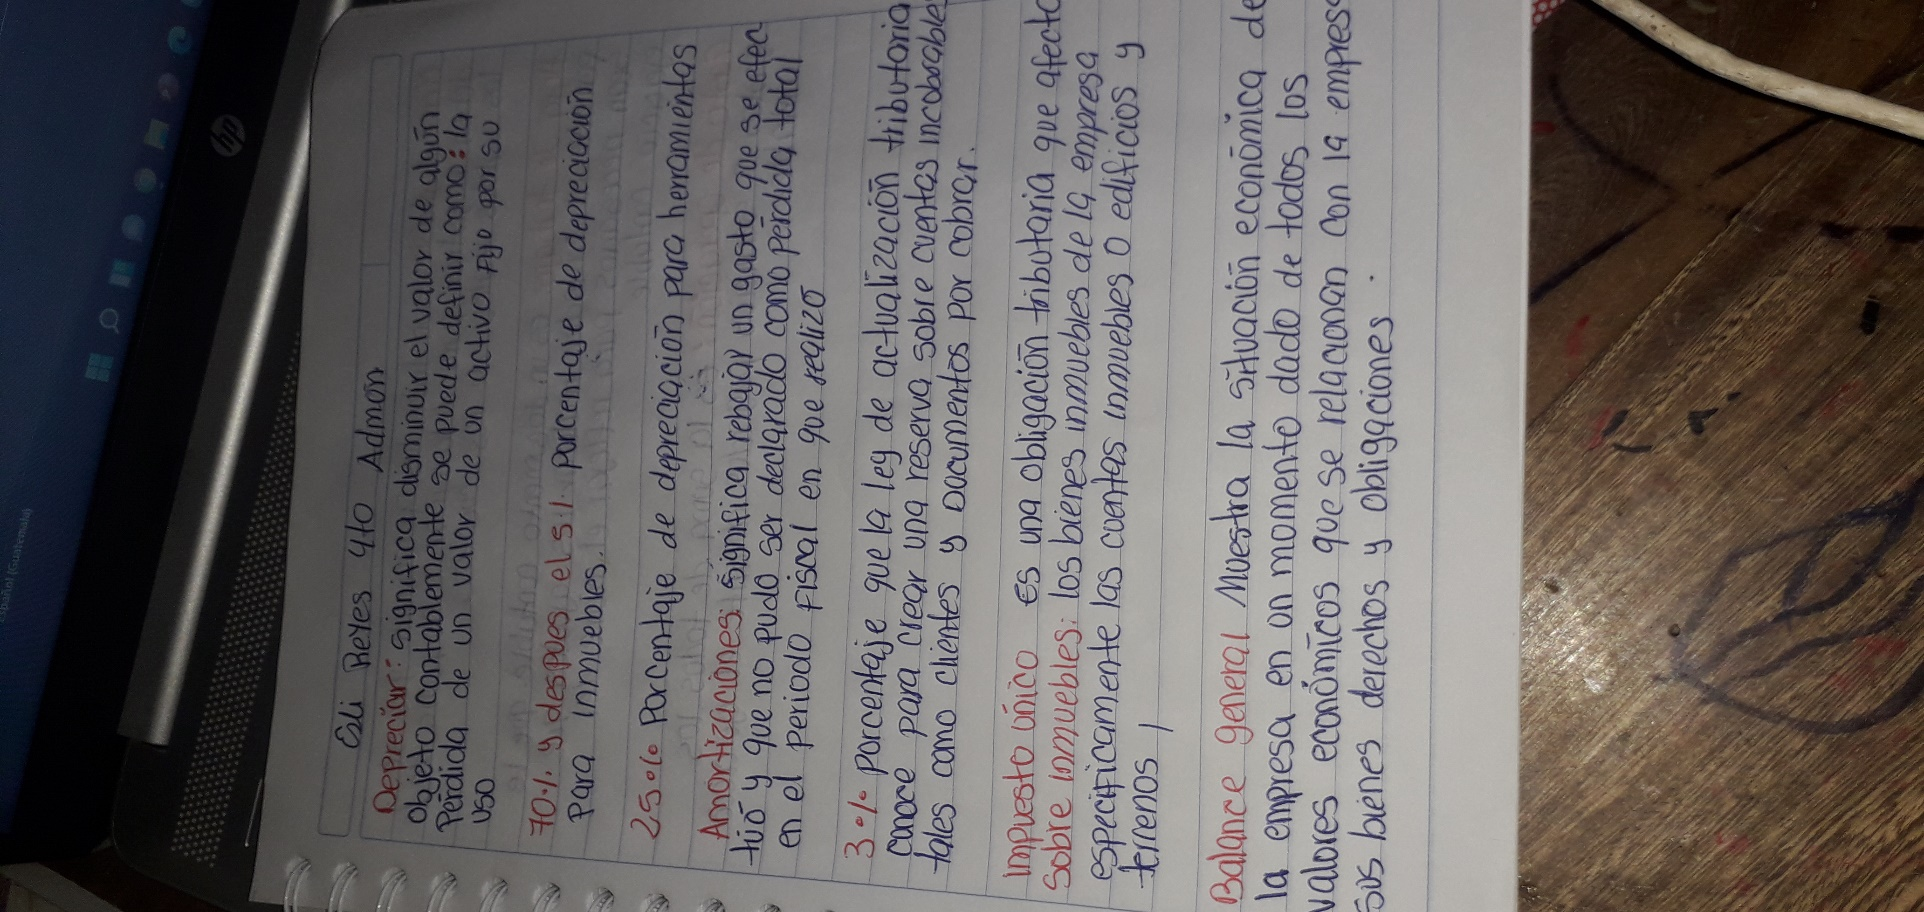 Español (Guatemala)
hp
Esli Reyes 4to Admón
Depreciar: significa disminuir el valor de algún
objeto contablemente se puede definir como: la
Pérdida de un valor de un activo Fijo por su
uso
70% y despues el 5% porcentaje de depreciación
Para inmuebles.
25% Porcentaje de depreciación para herramientas
Amortizaciones: significa rebajar un gasto que se efec
tuó y que no pudo ser declarado como pérdida total
en el periodo Fiscal en que realizó
3% porcentaje que la ley de actualización tributaria
conoce para crear una reserva sobre cuentas incobrables
tales como clientes y Documentos por cobrar.
Impuesto Único Es una obligación tributaria que afecta
Sobre inmuebles: los bienes inmuebles de la empresa
especificamente las cuentas inmuebles o edificios y
terrenos
Balance general Muestra la situación económica de
la empresa en un momento dado de todos los
valores económicos que se relacionan con la empresa
sus bienes derechos y obligaciones.